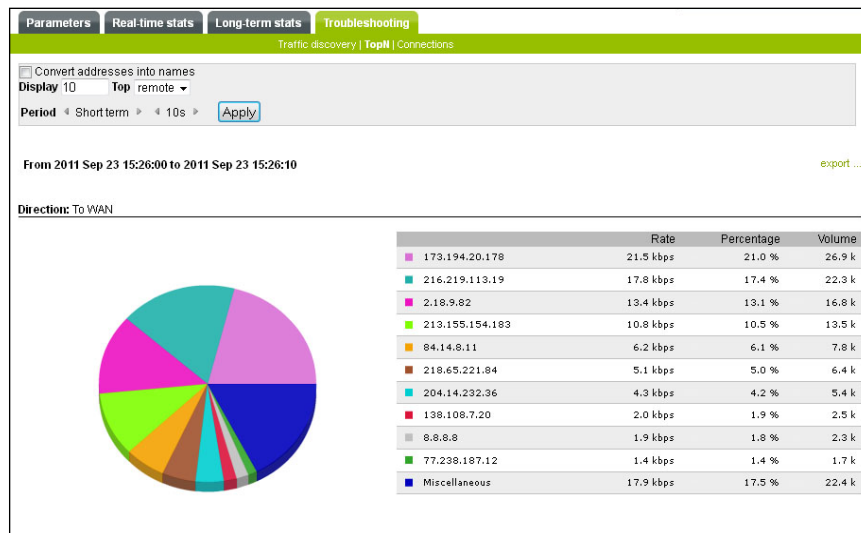 Parameters Real-time stats Long-term stats Troubleshooting
Traffic discovery | TopN | Connections
Convert addresses into names
Display 10 Top remote
Period Short term 10s Apply
From 2011 Sep 23 15:26:00 to 2011 Sep 23 15:26:10 export ...
Direction: To WAN
Rate Percentage Volume
173.194.20.178 21.5 kbps 21.0 % 26.9 k
216.219.113.19 17.8 kbps 17.4 % 22.3 k
2.18.9.82 13.4 kbps 13.1 % 16.8 k
213.155.154.183 10.8 kbps 10.5 % 13.5 k
84.14.8.11 6.2 kbps 6.1 % 7.8 k
218.65.221.84 5.1 kbps 5.0 % 6.4 k
204.14.232.36 4.3 kbps 4.2 % 5.4 k
138.108.7.20 2.0 kbps 1.9 % 2.5 k
8.8.8.8 1.9 kbps 1.8 % 2.3 k
77.238.187.12 1.4 kbps 1.4 % 1.7 k
Miscellaneous 17.9 kbps 17.5 % 22.4 k